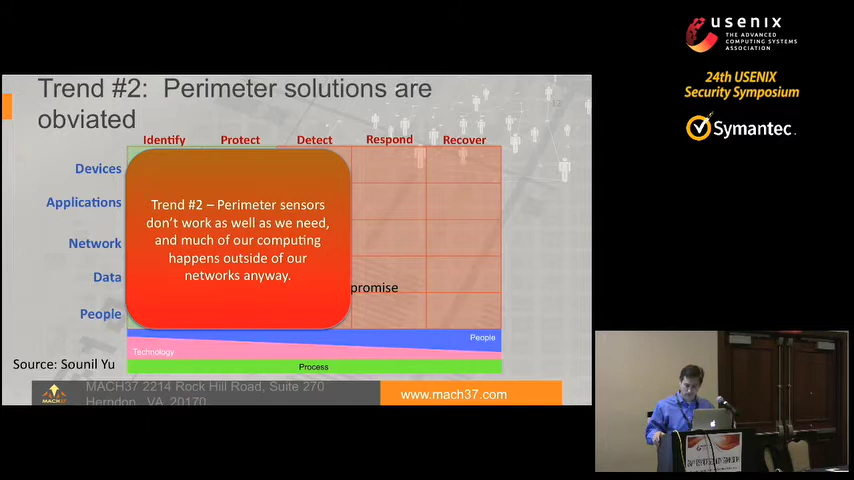 usenix
THE ADVANCED
COMPUTING SYSTEMS
ASSOCIATION
24th USENIX
Security Symposium
Symantec.
Trend #2: Perimeter solutions are
obviated
Identify Protect Detect Respond Recover
Devices
Applications
Network
Data
People
Trend #2 – Perimeter sensors
don't work as well as we need,
and much of our computing
happens outside of our
networks anyway.
promise
People
Technology
Process
Source: Sounil Yu
MACH37
MACH37 2214 Rock Hill Road, Suite 270
Herndon, VA 20170
www.mach37.com